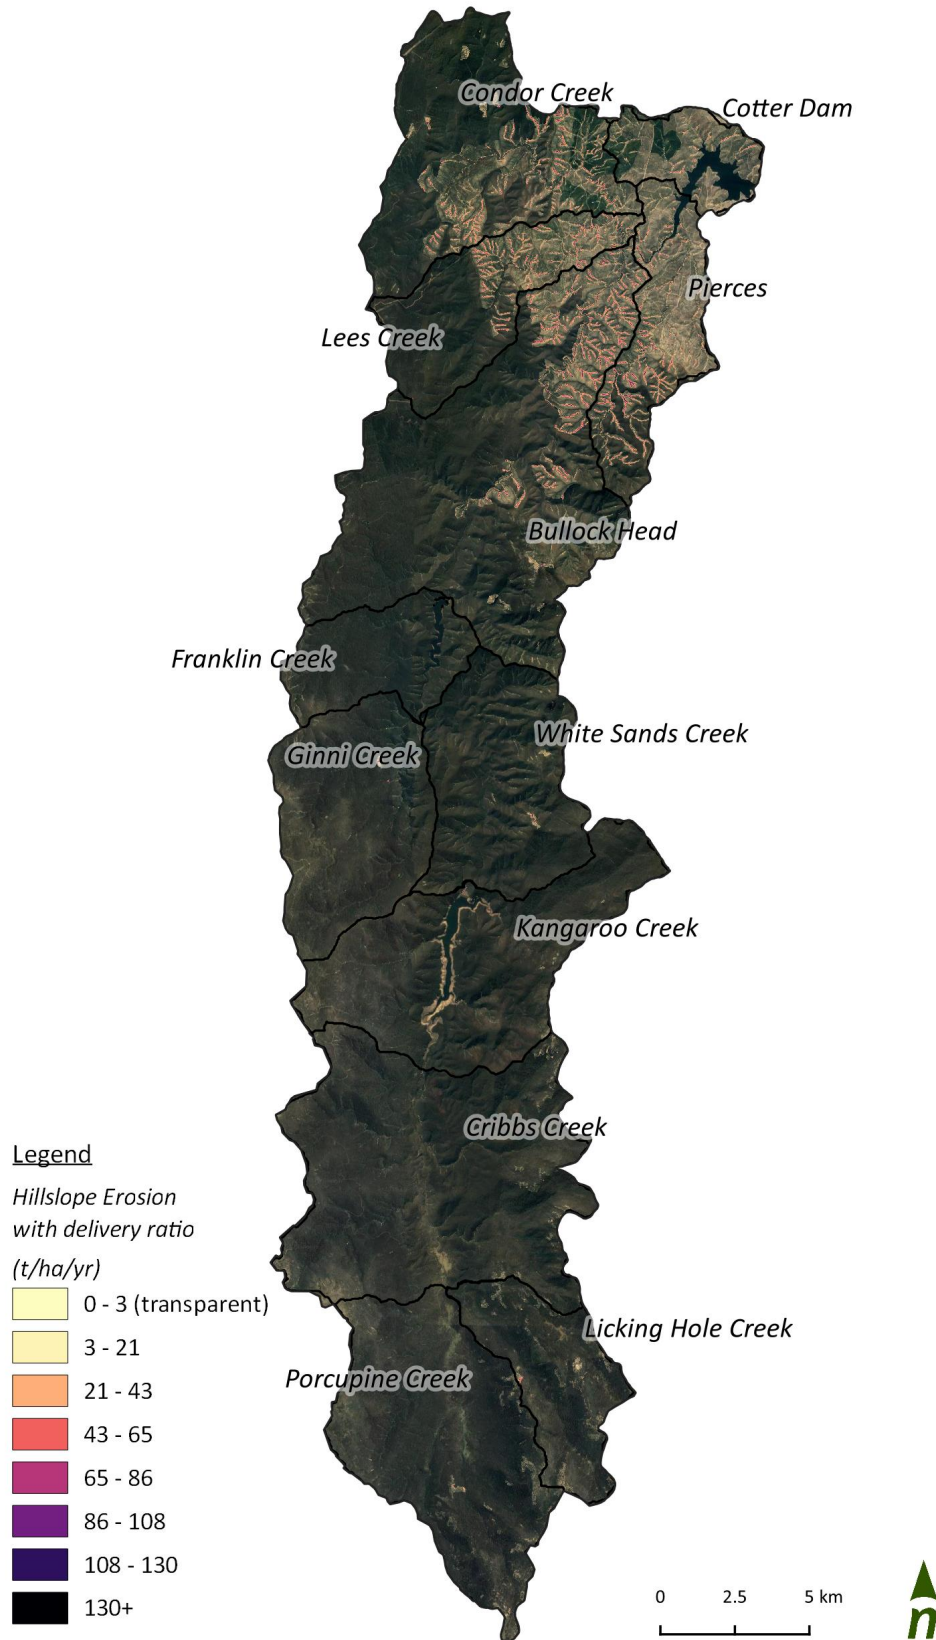 Condor Creek
Cotter Dam
Pierces
Lees Creek
Bullock Head
Franklin Creek
White Sands Creek
Ginni Creek
Kangaroo Creek
Cribbs Creek
Licking Hole Creek
Porcupine Creek
Legend
Hillslope Erosion
with delivery ratio
(t/ha/yr)
0 - 3 (transparent)
3 - 21
21 - 43
43 - 65
65 - 86
86 - 108
108 - 130
130+
0 2.5 5 km
n